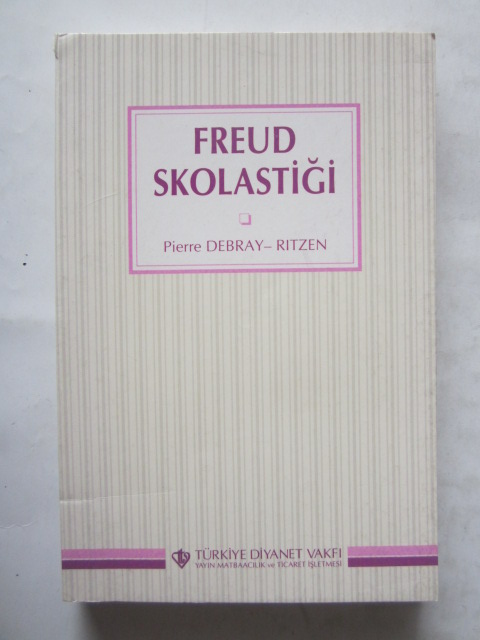 FREUD
SKOLASTİĞİ
Pierre DEBRAY– RITZEN
TÜRKİYE DİYANET VAKFI
YAYIN MATBAACILIK ve TİCARET İŞLETMESİ